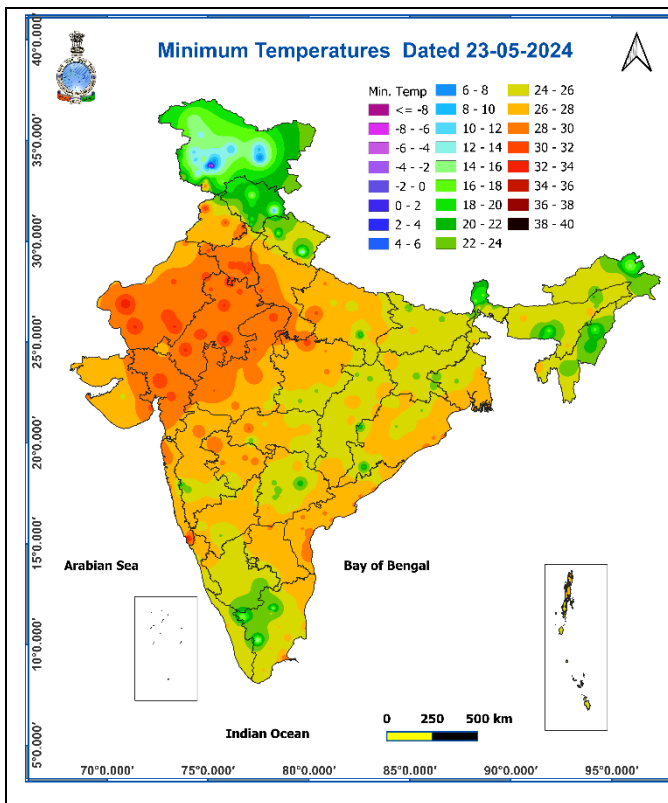 Minimum Temperatures Dated 23-05-2024
Min. Temp
<= -8
-8 - -6
-6 - -4
-4 - -2
-2 - 0
0 - 2
2 - 4
4 - 6
6 - 8
8 - 10
10 - 12
12 - 14
14 - 16
16 - 18
18 - 20
20 - 22
22 - 24
24 - 26
26 - 28
28 - 30
30 - 32
32 - 34
34 - 36
36 - 38
38 - 40
40°0.000'
35°0.000'
30°0.000'
25°0.000'
20°0.000'
15°0.000'
10°0.000'
5°0.000'
Arabian Sea
Bay of Bengal
Indian Ocean
0 250 500 km
70°0.000' 75°0.000' 80°0.000' 85°0.000' 90°0.000' 95°0.000'